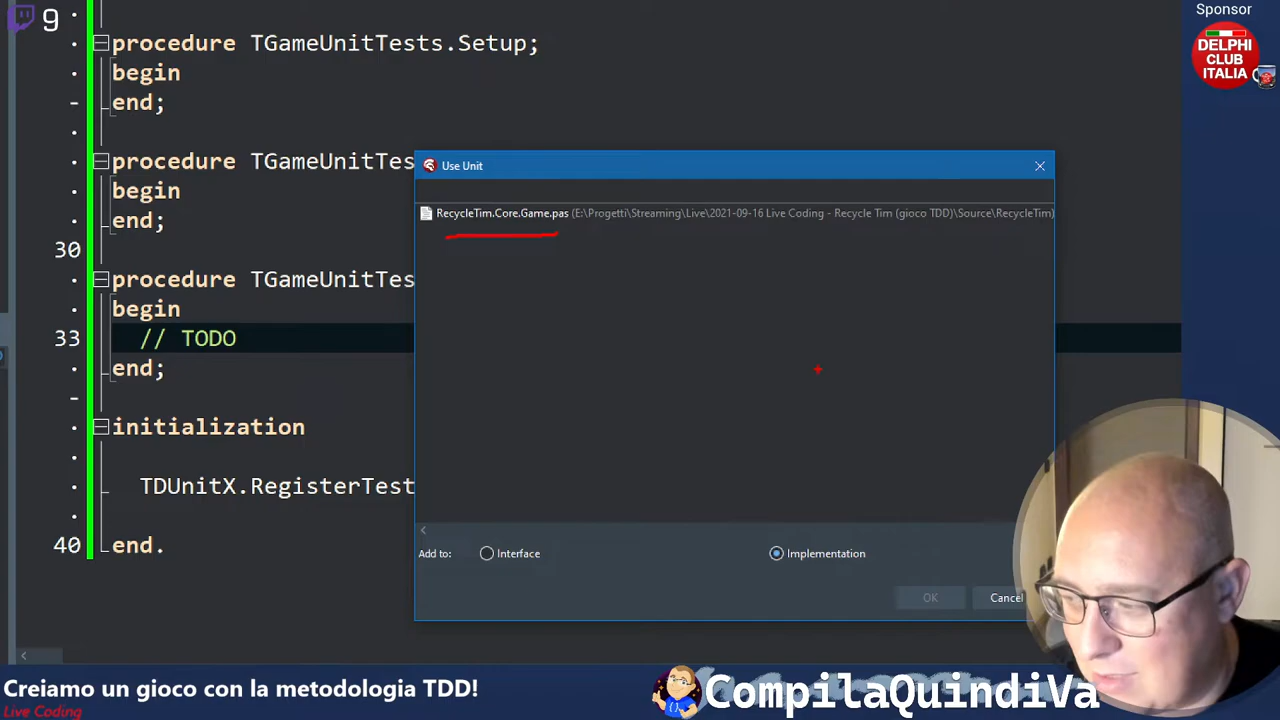 9
Sponsor
DELPHI
CLUB
ITALIA
procedure TGameUnitTests.Setup;
begin
end;
procedure TGameUnitTes
begin
end;
30
procedure TGameUnitTes
begin
33 // TODO
end;
initialization
TDUnitX.RegisterTest
40 end.
Use Unit
RecycleTim.Core.Game.pas (E:\Progetti\Streaming\Live\2021-09-16 Live Coding - Recycle Tim (gioco TDD)\Source\RecycleTim)
Add to: Interface Implementation
OK Cancel
Creiamo un gioco con la metodologia TDD!
Live Coding
CompilaQuindiVa